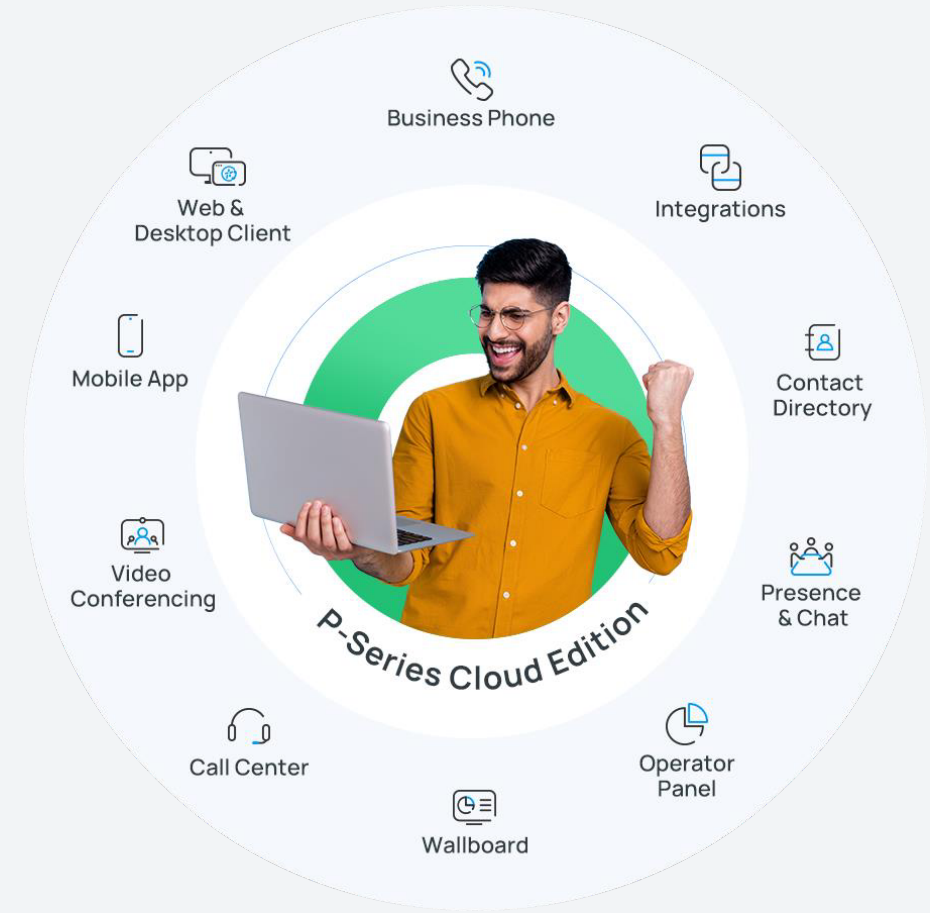 Business Phone
Web &
Desktop Client
Integrations
Mobile App
Contact
Directory
Video
Conferencing
Presence
& Chat
P-Series Cloud Edition
Call Center
Operator
Panel
Wallboard